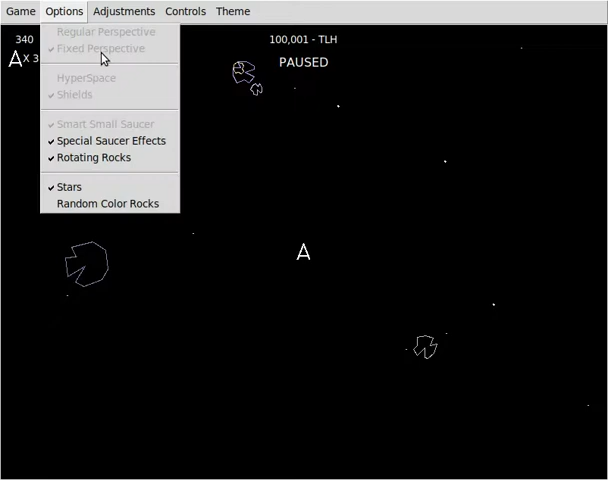 Game Options Adjustments Controls Theme
340
100,001 - TLH
X 3
PAUSED
Regular Perspective
Fixed Perspective
HyperSpace
Shields
Smart Small Saucer
Special Saucer Effects
Rotating Rocks
Stars
Random Color Rocks